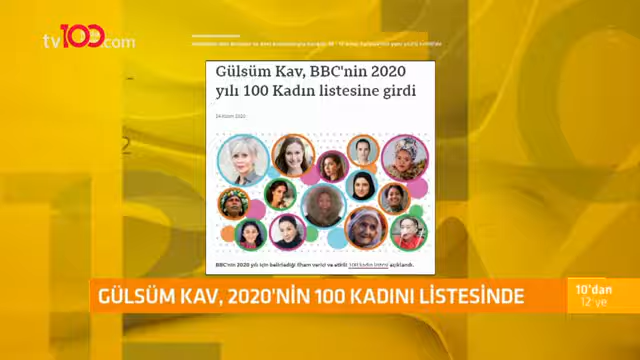 tv100.com
Gülsüm Kav, BBC'nin 2020
yılı 100 Kadın listesine girdi
24 Kasım 2020
BBC'nin 2020 yılı için belirlediği ilham verici ve etkili 100 kadın listesi açıklandı.
GÜLSÜM KAV, 2020'NİN 100 KADINI LİSTESİNDE
10'dan
12'ye